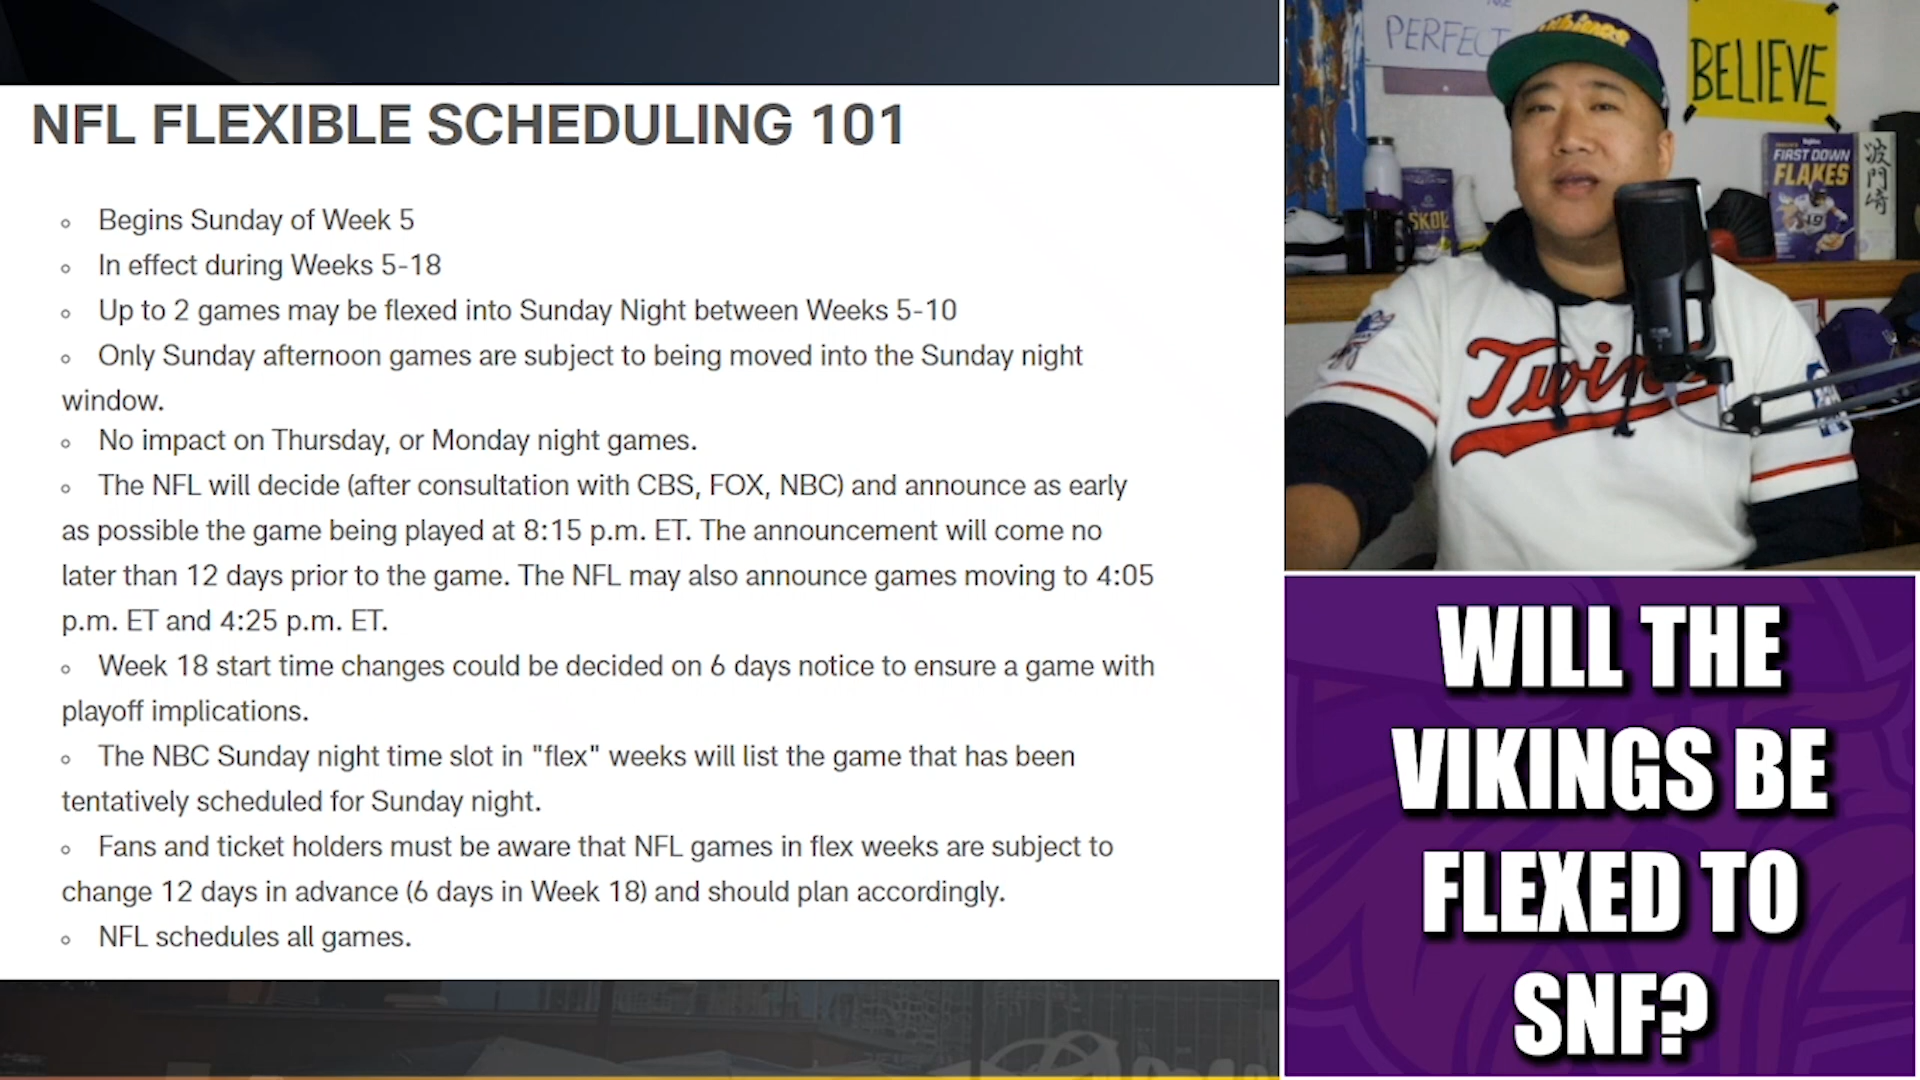 NFL FLEXIBLE SCHEDULING 101
Begins Sunday of Week 5
In effect during Weeks 5-18
Up to 2 games may be flexed into Sunday Night between Weeks 5-10
Only Sunday afternoon games are subject to being moved into the Sunday night
window.
No impact on Thursday, or Monday night games.
The NFL will decide (after consultation with CBS, FOX, NBC) and announce as early
as possible the game being played at 8:15 p.m. ET. The announcement will come no
later than 12 days prior to the game. The NFL may also announce games moving to 4:05
p.m. ET and 4:25 p.m. ET.
Week 18 start time changes could be decided on 6 days notice to ensure a game with
playoff implications.
The NBC Sunday night time slot in "flex" weeks will list the game that has been
tentatively scheduled for Sunday night.
Fans and ticket holders must be aware that NFL games in flex weeks are subject to
change 12 days in advance (6 days in Week 18) and should plan accordingly.
NFL schedules all games.
PERFECT
Vikings
BELIEVE
FIRST DOWN
FLAKES
19
波門崎
SKOL
Twins
WILL THE
VIKINGS BE
FLEXED TO
SNF?